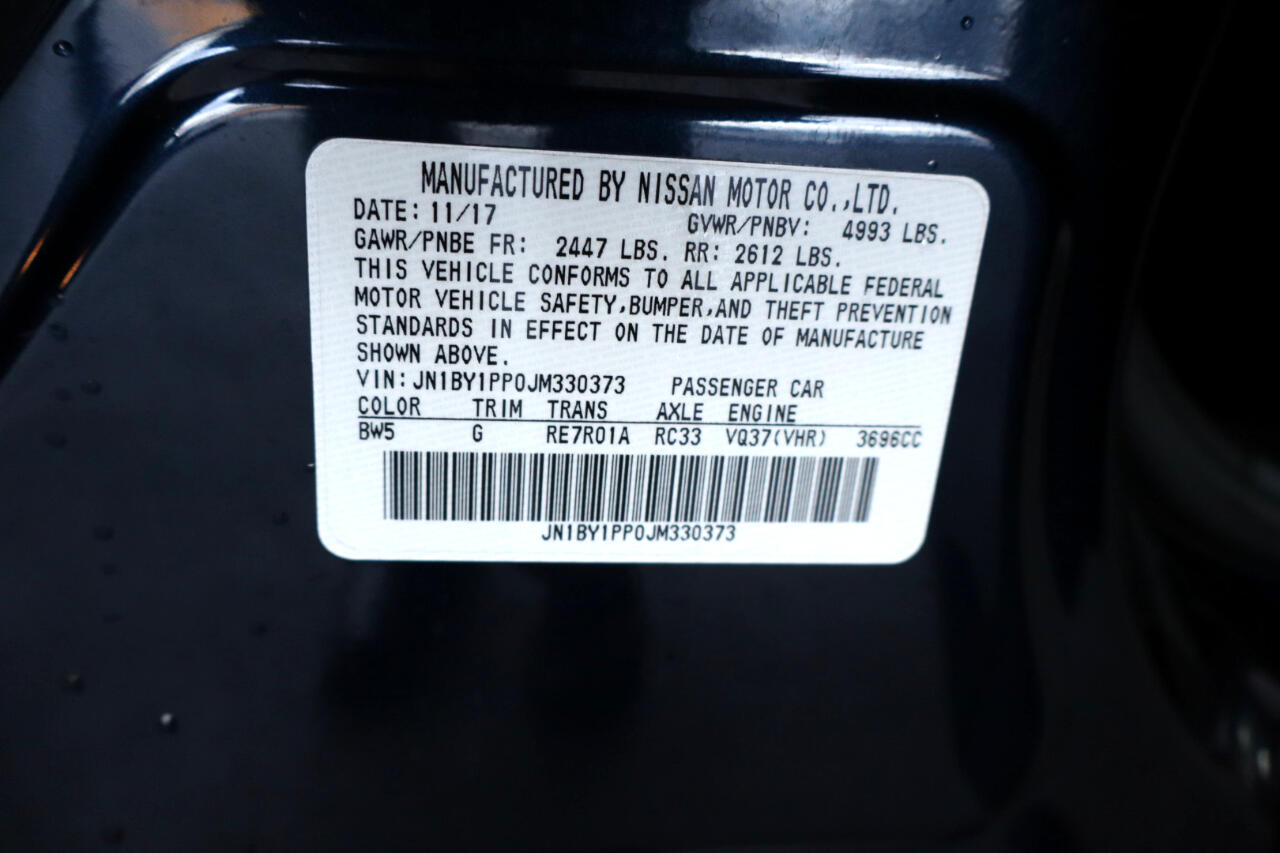 MANUFACTURED BY NISSAN MOTOR CO.,LTD.
DATE: 11/17 GVWR/PNBV: 4993 LBS.
GAWR/PNBE FR: 2447 LBS. RR: 2612 LBS.
THIS VEHICLE CONFORMS TO ALL APPLICABLE FEDERAL
MOTOR VEHICLE SAFETY,BUMPER,AND THEFT PREVENTION
STANDARDS IN EFFECT ON THE DATE OF MANUFACTURE
SHOWN ABOVE.
VIN: JN1BY1PP0JM330373 PASSENGER CAR
COLOR TRIM TRANS AXLE ENGINE
BW5 G RE7R01A RC33 VQ37(VHR) 3696CC
JN1BY1PP0JM330373